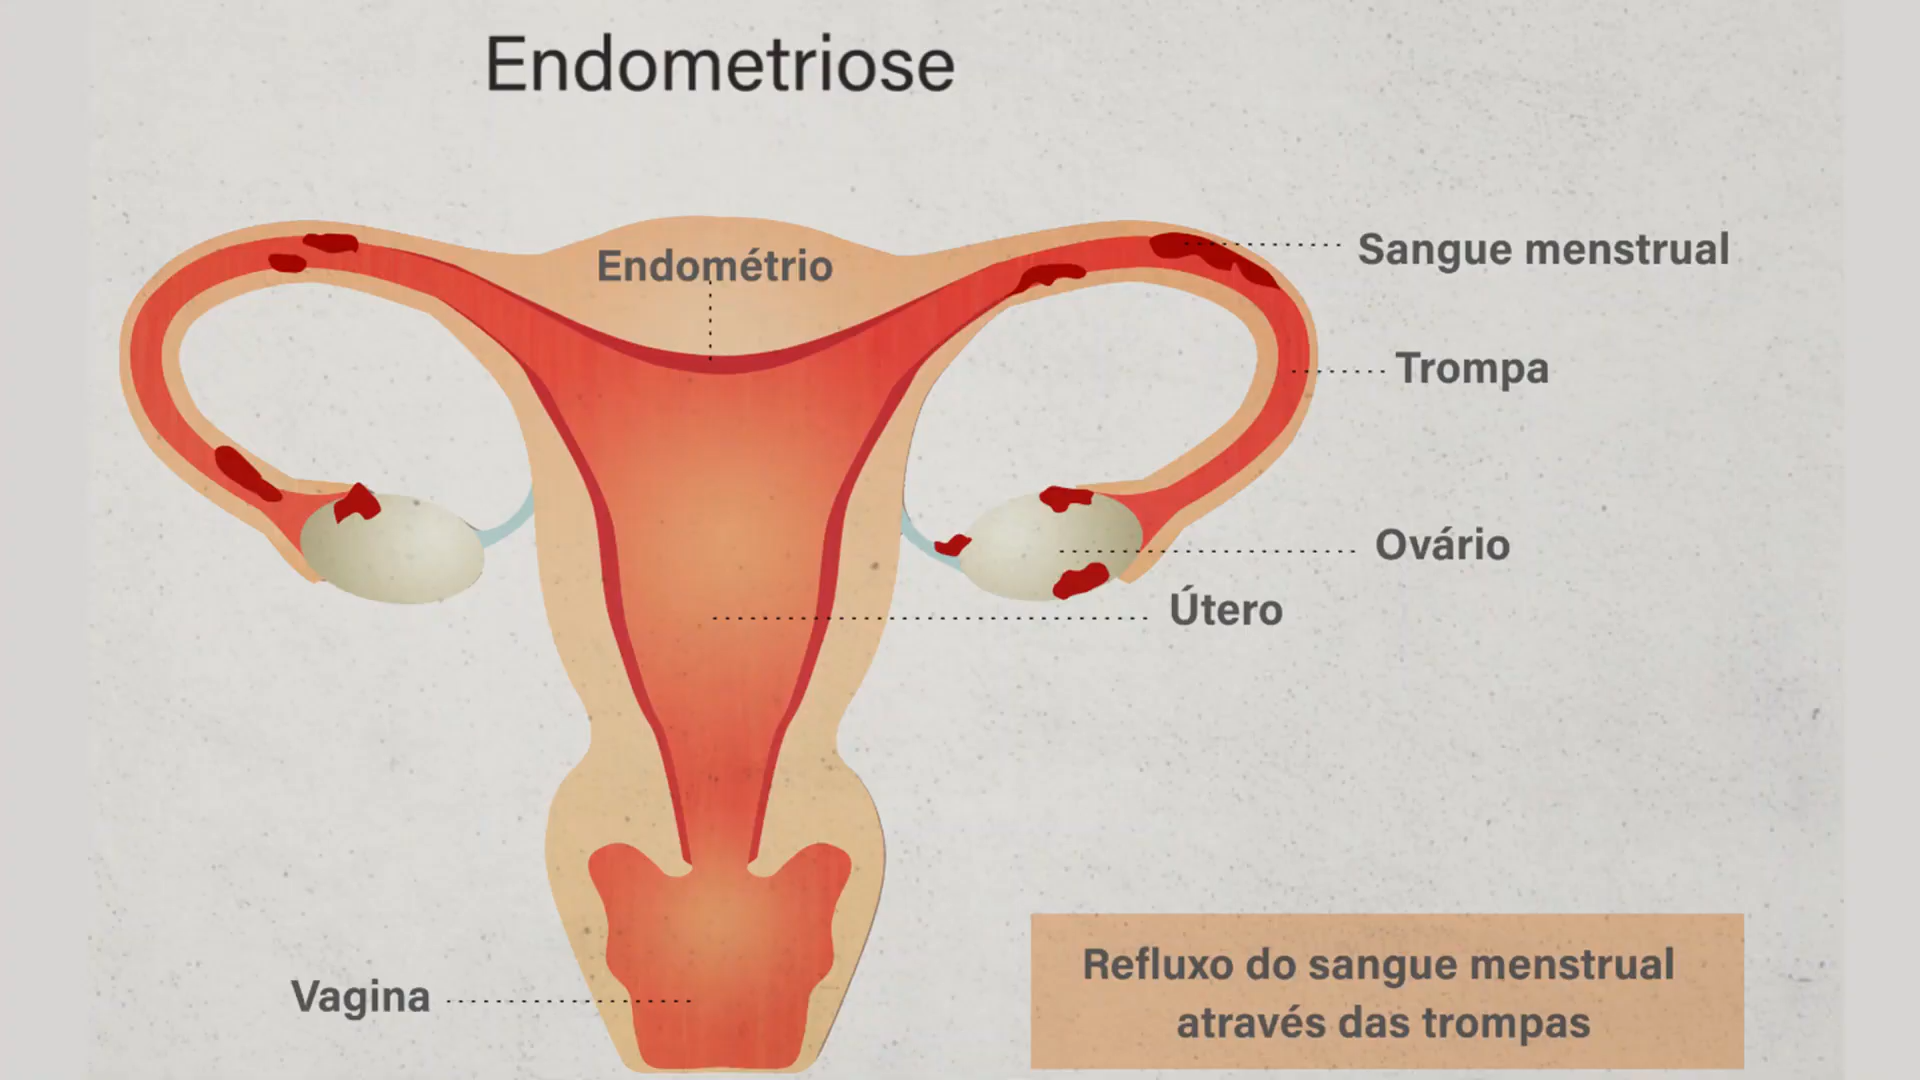 Endometriose
Endométrio
Sangue menstrual
Trompa
Ovário
Útero
Vagina
Refluxo do sangue menstrual
através das trompas